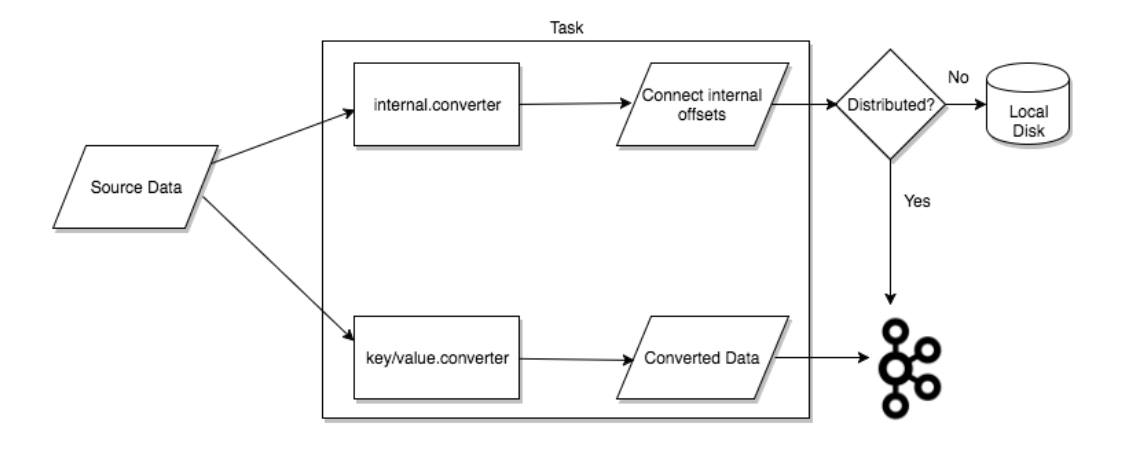 Task
internal.converter
Connect internal
offsets
Distributed?
No
Local
Disk
Source Data
Yes
key/value.converter
Converted Data